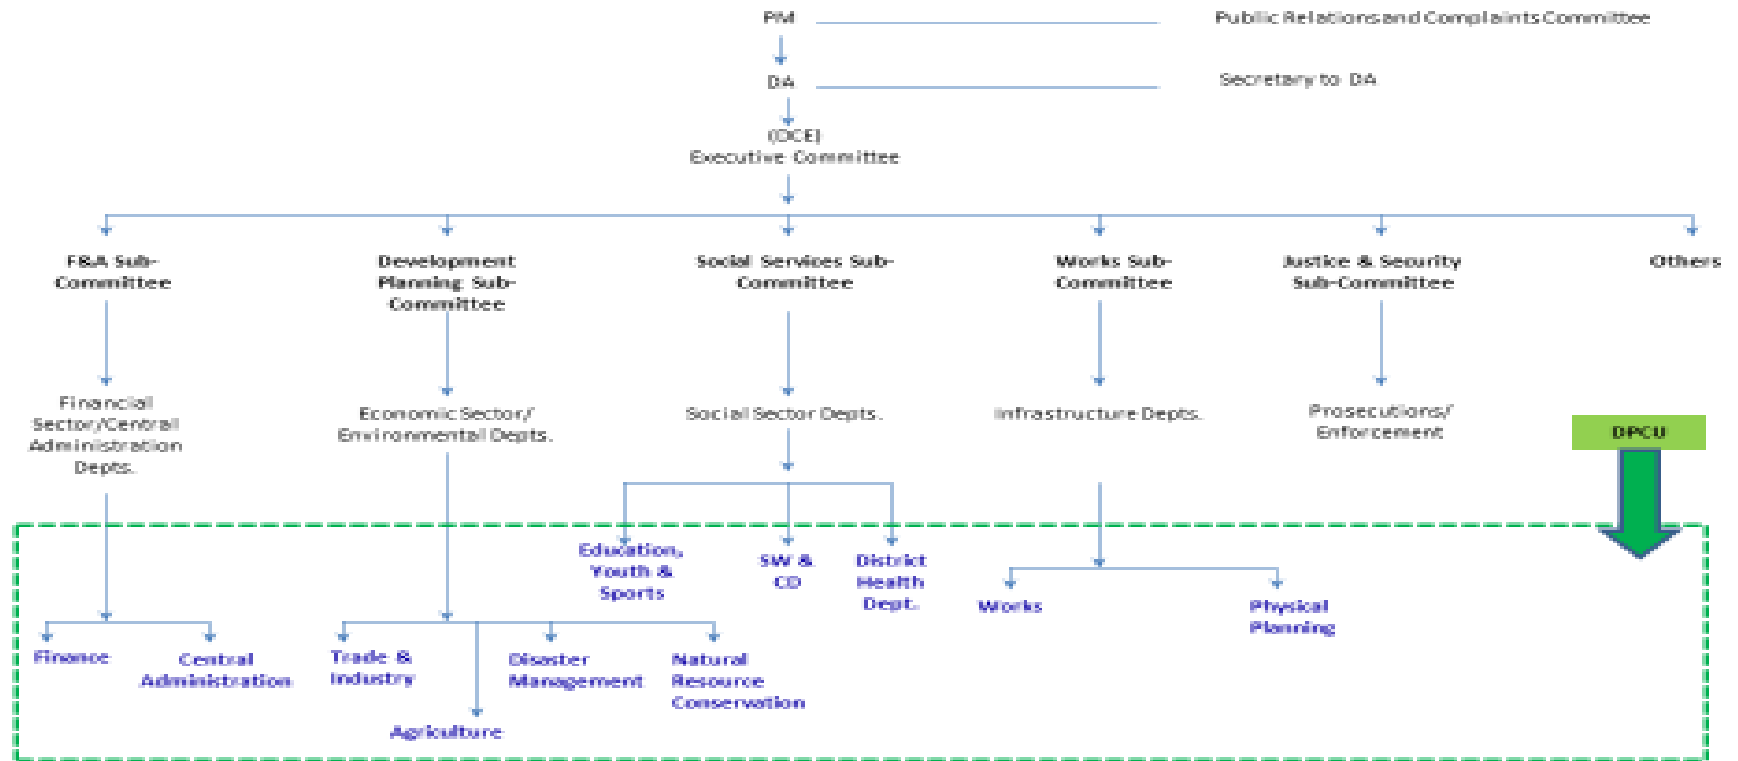 PM
Public Relations and Complaints Committee
DA
Secretary to DA
(DCE)
Executive Committee
F&A Sub-
Committee
Development
Planning Sub-
Committee
Social Services Sub-
Committee
Works Sub-
Committee
Justice & Security
Sub-Committee
Others
Financial
Sector/Central
Administration
Depts.
Economic Sector/
Environmental Depts.
Social Sector Depts.
Infrastructure Depts.
Prosecutions/
Enforcement
DPCU
Education,
Youth &
Sports
SW &
CD
District
Health
Dept.
Works
Physical
Planning
Finance
Central
Administration
Trade &
Industry
Agriculture
Disaster
Management
Natural
Resource
Conservation